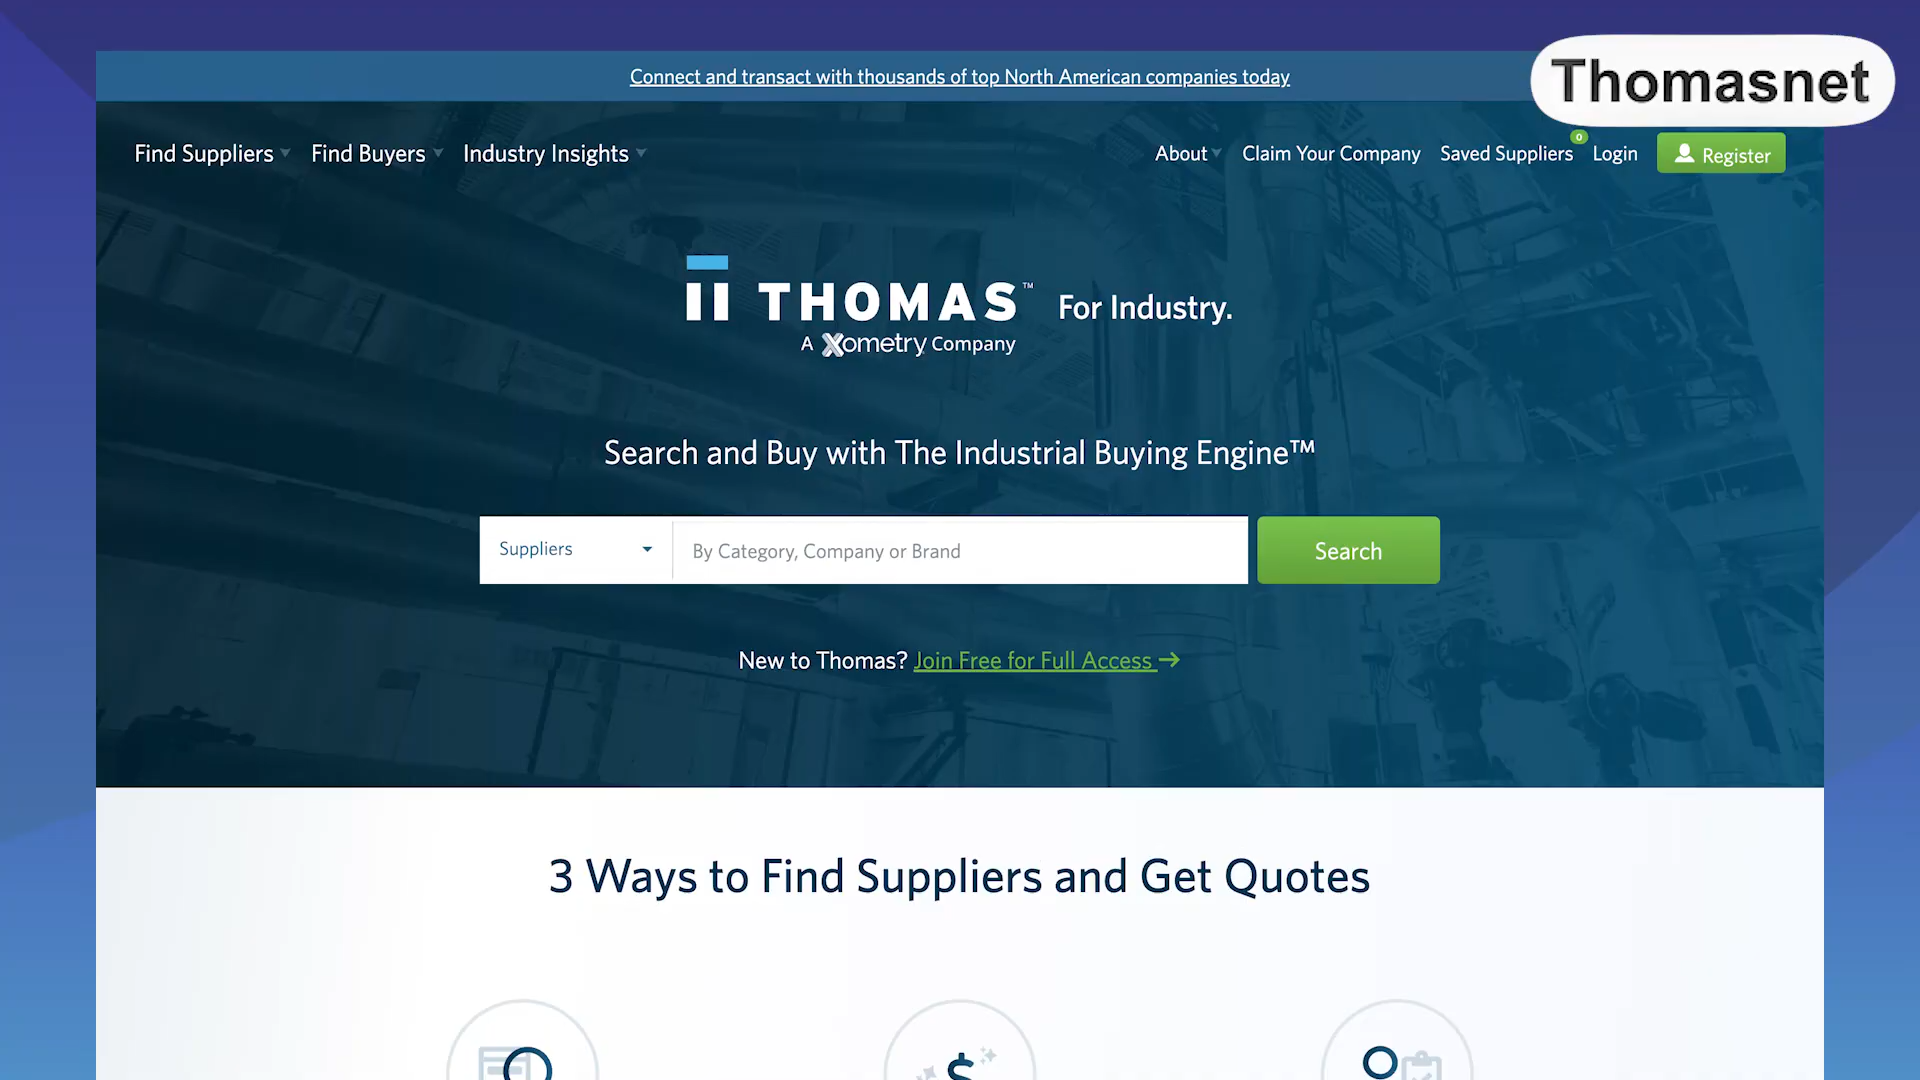 Connect and transact with thousands of top North American companies today
Thomasnet
Find Suppliers Find Buyers Industry Insights
About Claim Your Company Saved Suppliers 0 Login Register
THOMAS™ For Industry.
A Xometry Company
Search and Buy with The Industrial Buying Engine™
Suppliers By Category, Company or Brand Search
New to Thomas? Join Free for Full Access →
3 Ways to Find Suppliers and Get Quotes
$